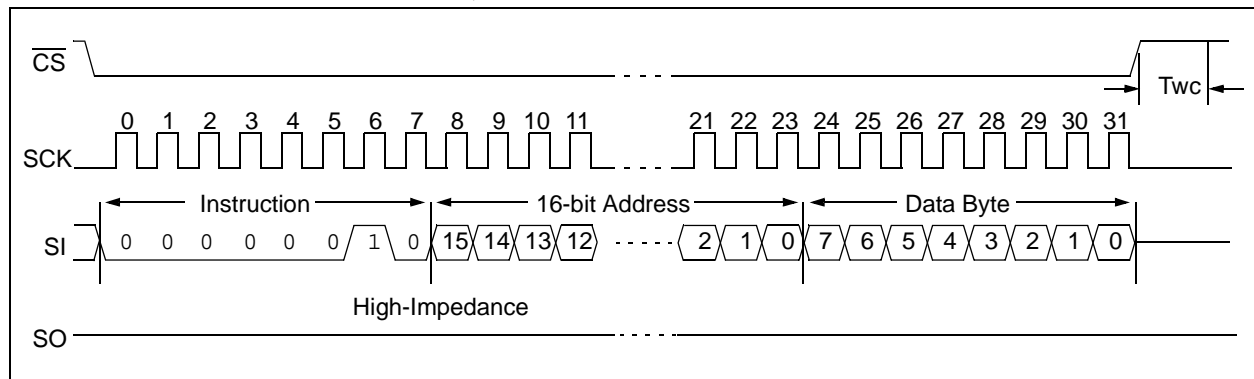 CS
Twc
0 1 2 3 4 5 6 7 8 9 10 11 21 22 23 24 25 26 27 28 29 30 31
SCK
Instruction 16-bit Address Data Byte
SI 0 0 0 0 0 0 1 0 15 14 13 12 2 1 0 7 6 5 4 3 2 1 0
High-Impedance
SO